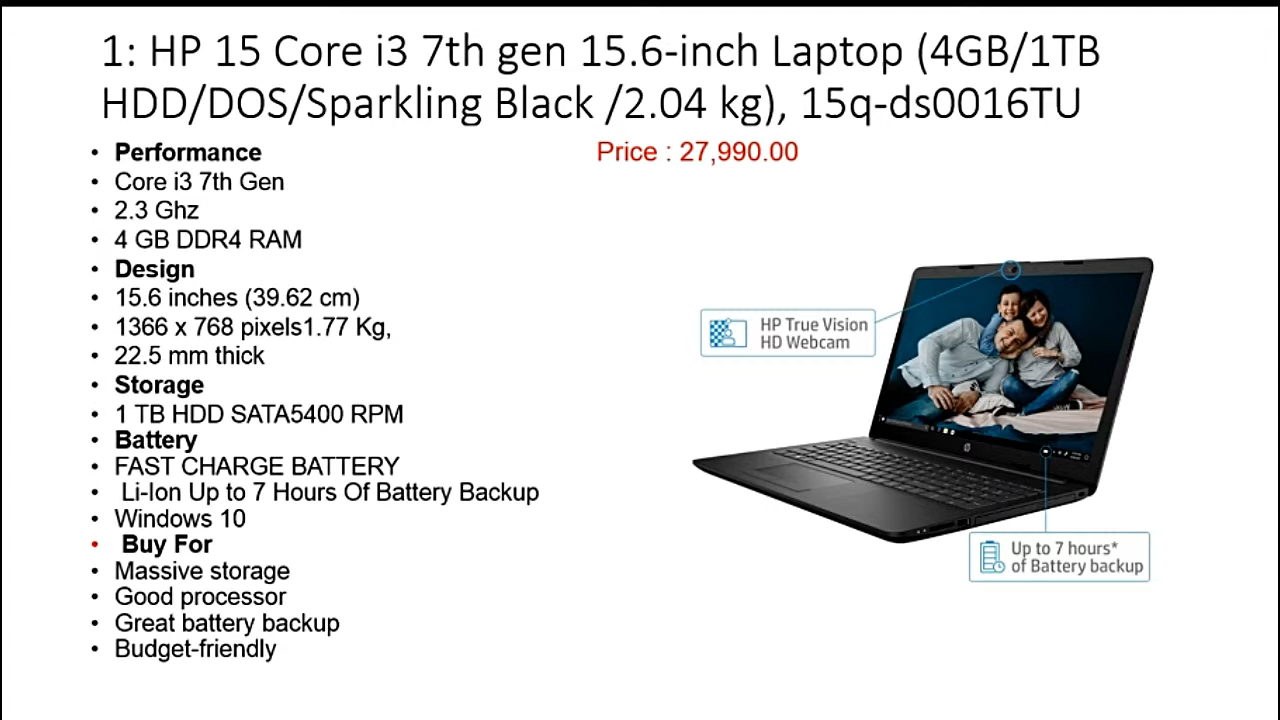 1: HP 15 Core i3 7th gen 15.6-inch Laptop (4GB/1TB
HDD/DOS/Sparkling Black /2.04 kg), 15q-ds0016TU
• Performance
Price : 27,990.00
• Core i3 7th Gen
• 2.3 Ghz
• 4 GB DDR4 RAM
• Design
• 15.6 inches (39.62 cm)
• 1366 x 768 pixels1.77 Kg,
• 22.5 mm thick
• Storage
• 1 TB HDD SATA5400 RPM
• Battery
• FAST CHARGE BATTERY
• Li-Ion Up to 7 Hours Of Battery Backup
• Windows 10
• Buy For
• Massive storage
• Good processor
• Great battery backup
• Budget-friendly
HP True Vision
HD Webcam
hp
Up to 7 hours*
of Battery backup